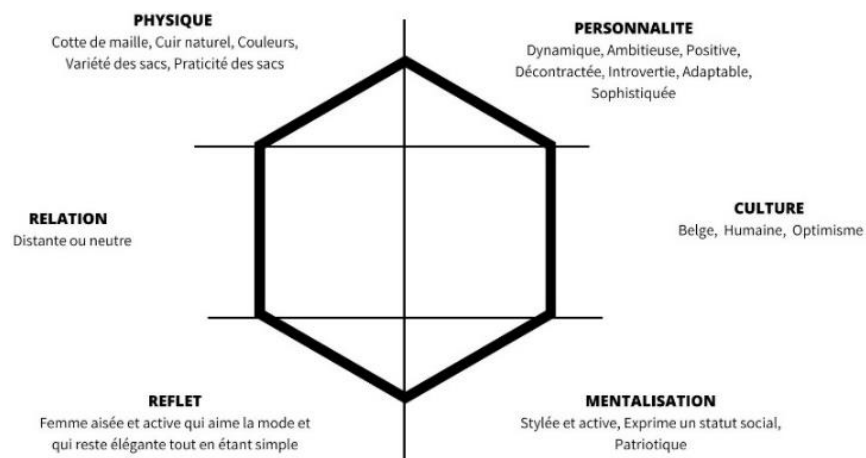 PHYSIQUE
Cotte de maille, Cuir naturel, Couleurs,
Variété des sacs, Praticité des sacs
PERSONNALITE
Dynamique, Ambitieuse, Positive,
Décontractée, Introvertie, Adaptable,
Sophistiquée
RELATION
Distante ou neutre
CULTURE
Belge, Humaine, Optimisme
REFLET
Femme aisée et active qui aime la mode et
qui reste élégante tout en étant simple
MENTALISATION
Stylée et active, Exprime un statut social,
Patriotique